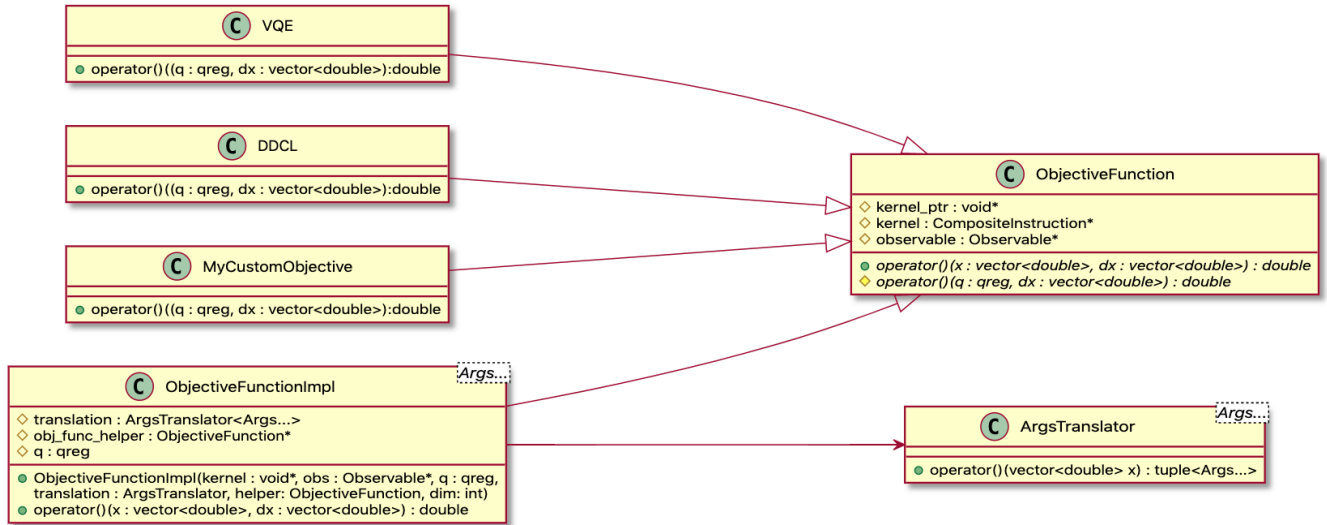 C VQE
operator()((q : qreg, dx : vector<double>):double
C DDCL
operator()((q : qreg, dx : vector<double>):double
C MyCustomObjective
operator()((q : qreg, dx : vector<double>):double
C ObjectiveFunction
kernel_ptr : void*
kernel : CompositeInstruction*
observable : Observable*
operator()(x : vector<double>, dx : vector<double>) : double
operator()(q : qreg, dx : vector<double>) : double
Args...
C ObjectiveFunctionImpl
translation : ArgsTranslator<Args...>
obj_func_helper : ObjectiveFunction*
q : qreg
ObjectiveFunctionImpl(kernel : void*, obs : Observable*, q : qreg,
translation : ArgsTranslator, helper: ObjectiveFunction, dim: int)
operator()(x : vector<double>, dx : vector<double>) : double
Args...
C ArgsTranslator
operator()(vector<double> x) : tuple<Args...>